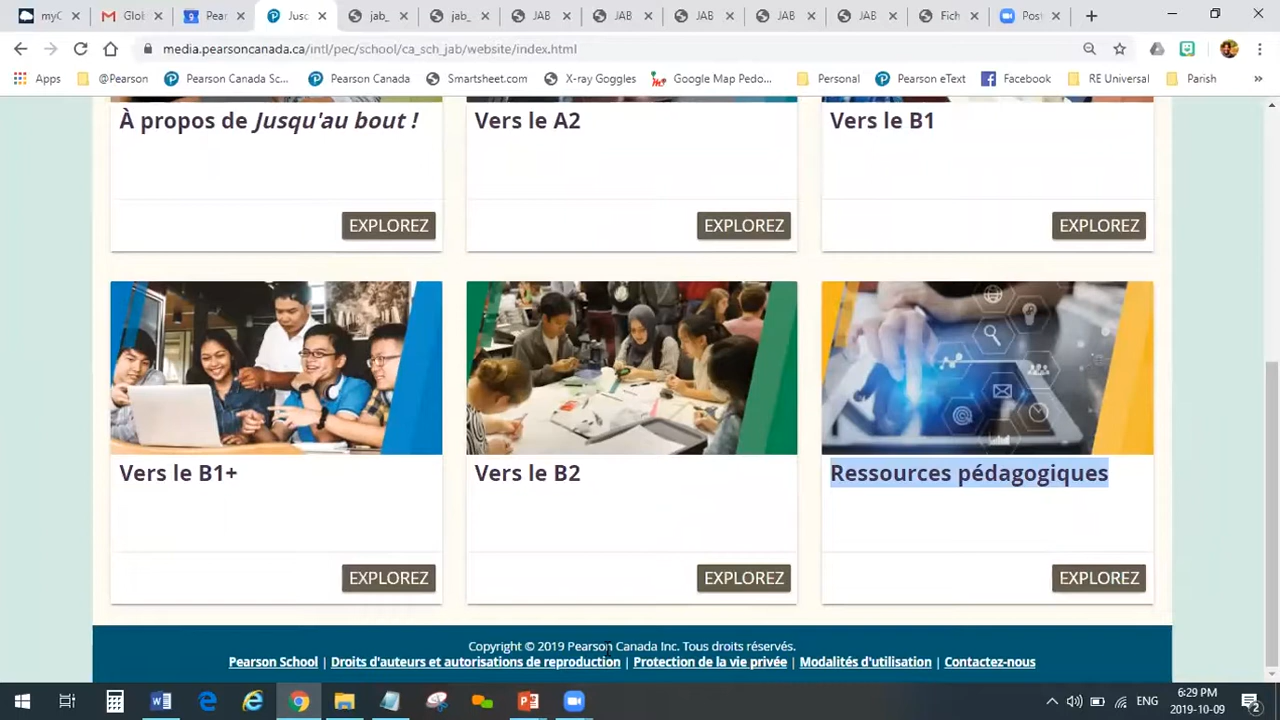 myC
Glob
Pear
Jusc
jab_
jab_
JAB
JAB
JAB
JAB
JAB
Fich
Post
media.pearsoncanada.ca/intl/pec/school/ca_sch_jab/website/index.html
Apps
@Pearson
Pearson Canada Sc...
Pearson Canada
Smartsheet.com
X-ray Goggles
Google Map Pedo...
Personal
Pearson eText
Facebook
RE Universal
Parish
»
À propos de Jusqu'au bout !
Vers le A2
Vers le B1
EXPLOREZ
EXPLOREZ
EXPLOREZ
Vers le B1+
Vers le B2
Ressources pédagogiques
EXPLOREZ
EXPLOREZ
EXPLOREZ
Copyright © 2019 Pearson Canada Inc. Tous droits réservés.
Pearson School | Droits d'auteurs et autorisations de reproduction | Protection de la vie privée | Modalités d'utilisation | Contactez-nous
ENG
6:29 PM
2019-10-09
2